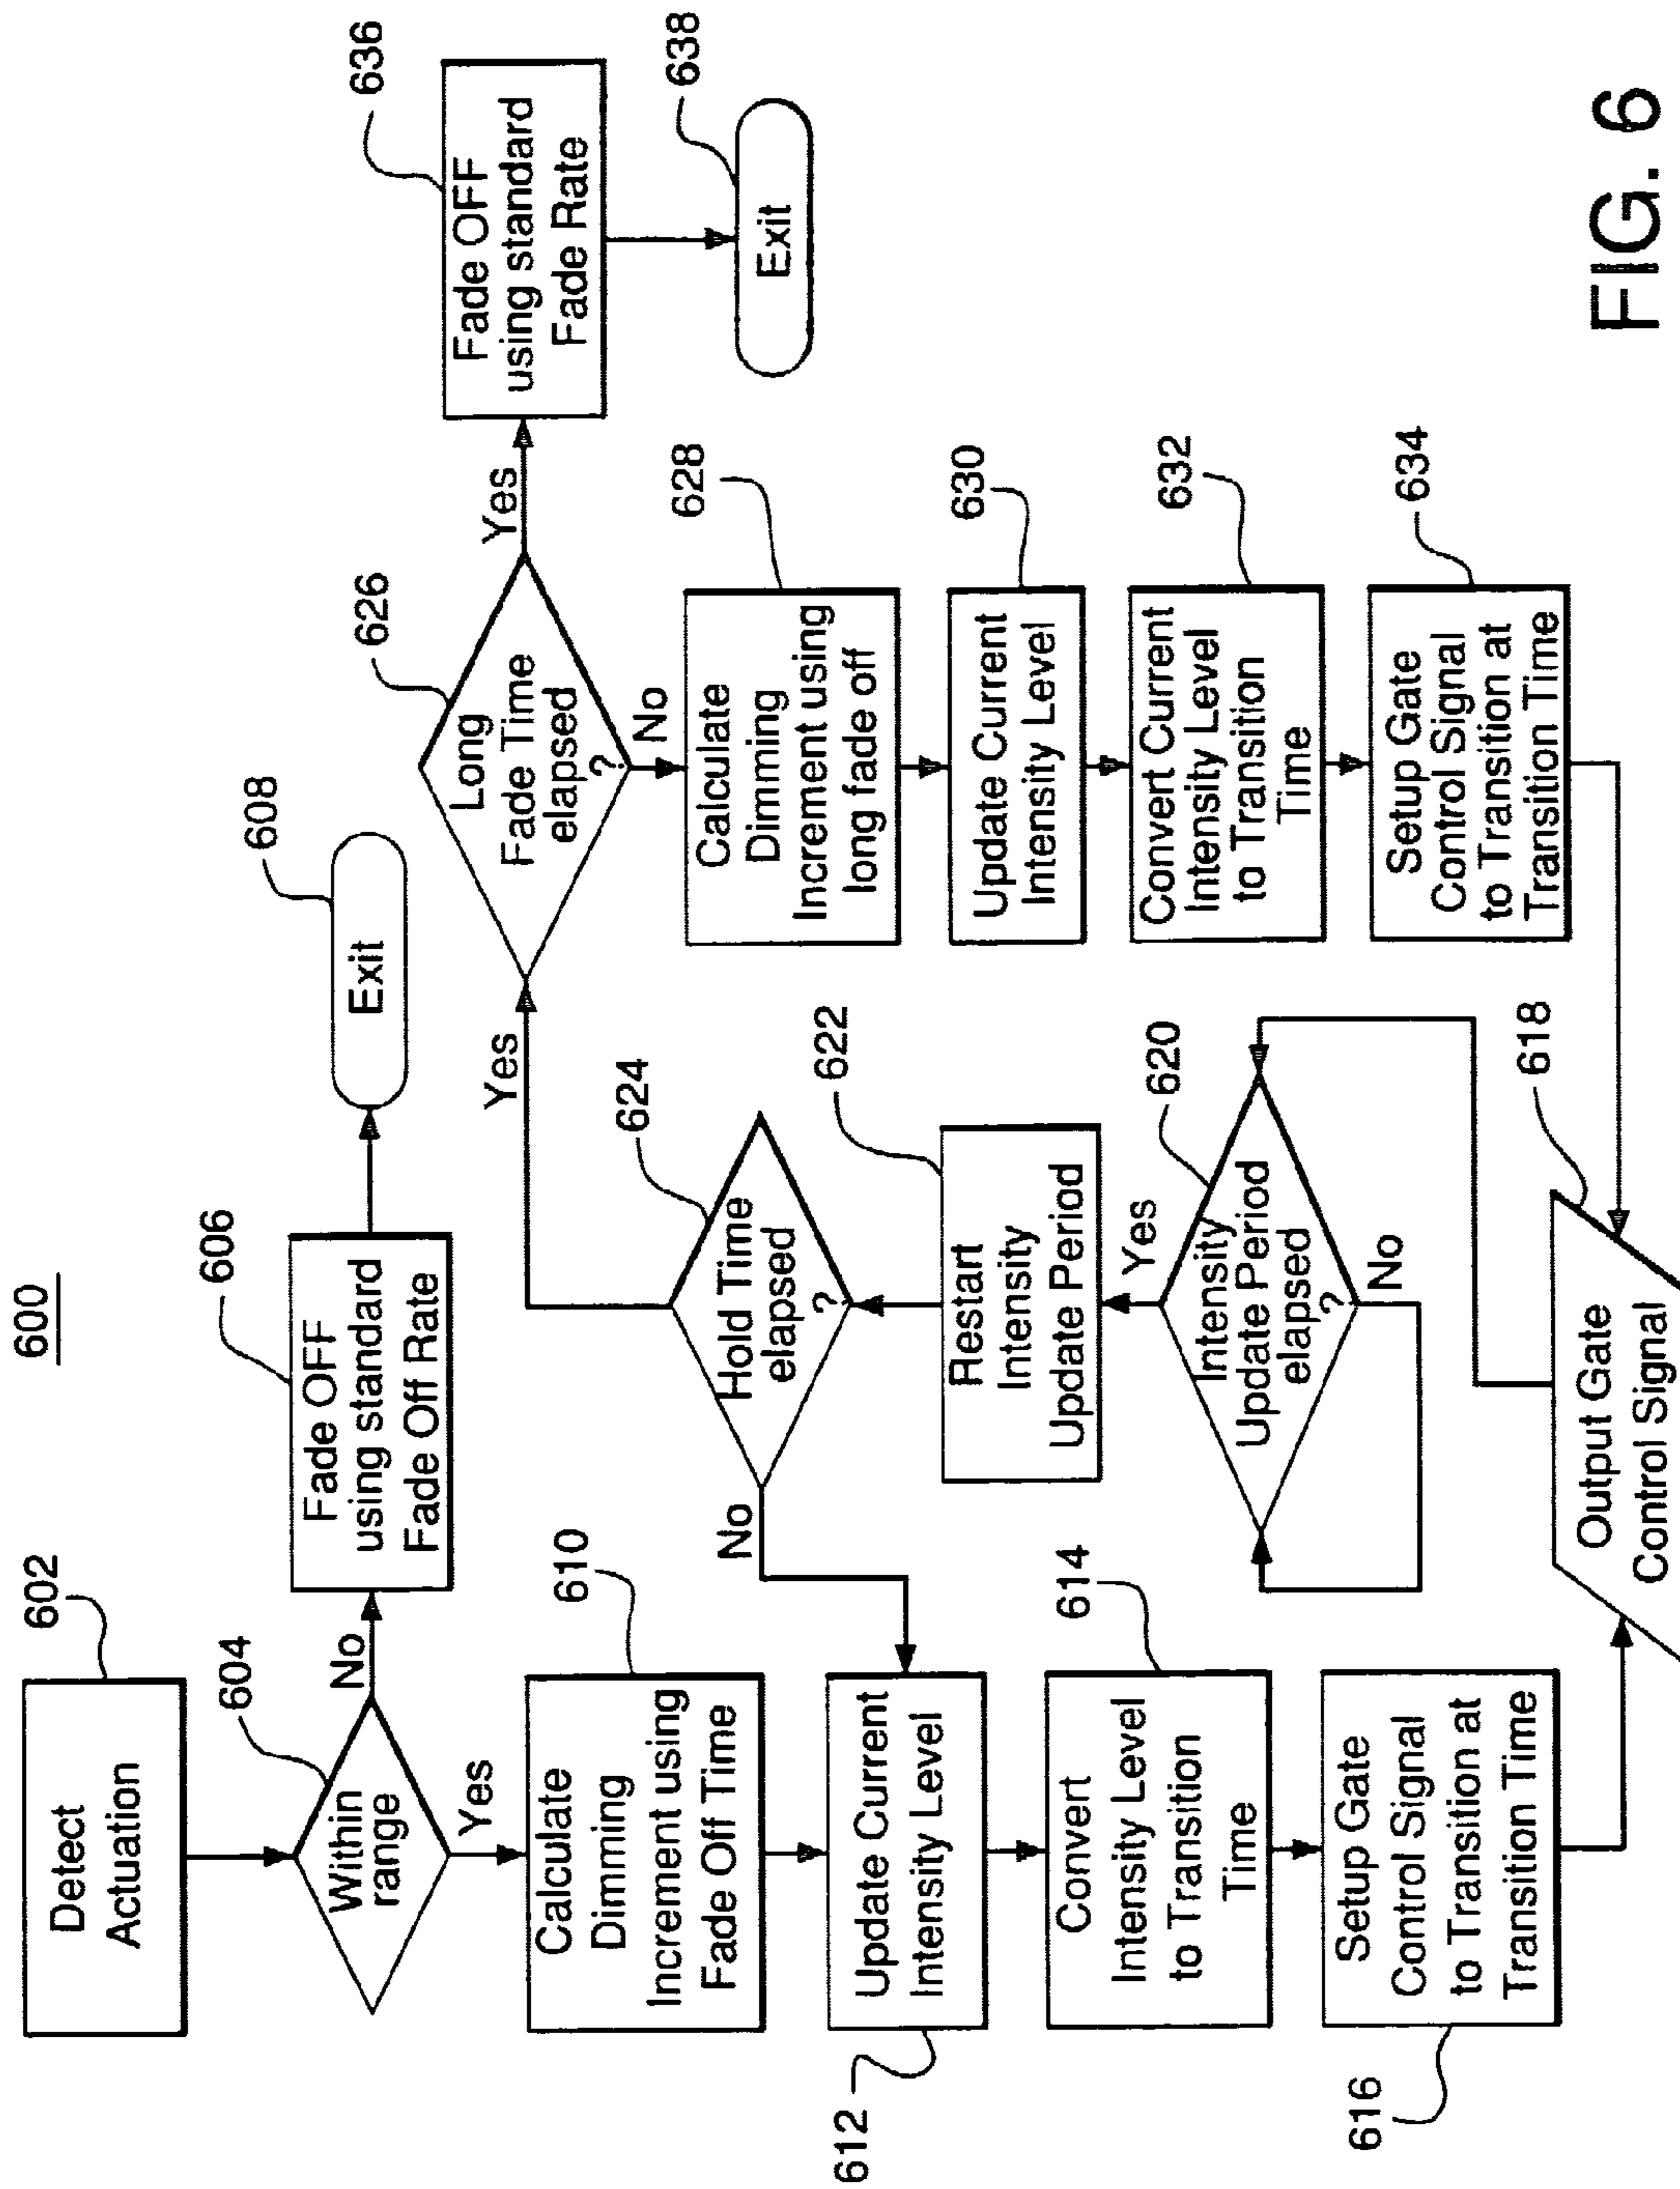 600
602
Detect
Actuation
604
Within
range
No
606
Fade OFF
using standard
Fade Off Rate
608
Exit
Yes
610
Calculate
Dimming
Increment using
Fade Off Time
612
Update Current
Intensity Level
614
Convert
Intensity Level
to Transition
Time
616
Setup Gate
Control Signal
to Transition at
Transition Time
618
Output Gate
Control Signal
620
Intensity
Update Period
elapsed
?
No
Yes
622
Restart
Intensity
Update Period
624
Hold Time
elapsed
?
No
Yes
626
Long
Fade Time
elapsed
?
No
Yes
628
Calculate
Dimming
Increment using
long fade off
630
Update Current
Intensity Level
632
Convert Current
Intensity Level
to Transition
Time
634
Setup Gate
Control Signal
to Transition at
Transition Time
636
Fade OFF
using standard
Fade Rate
638
Exit
FIG. 6